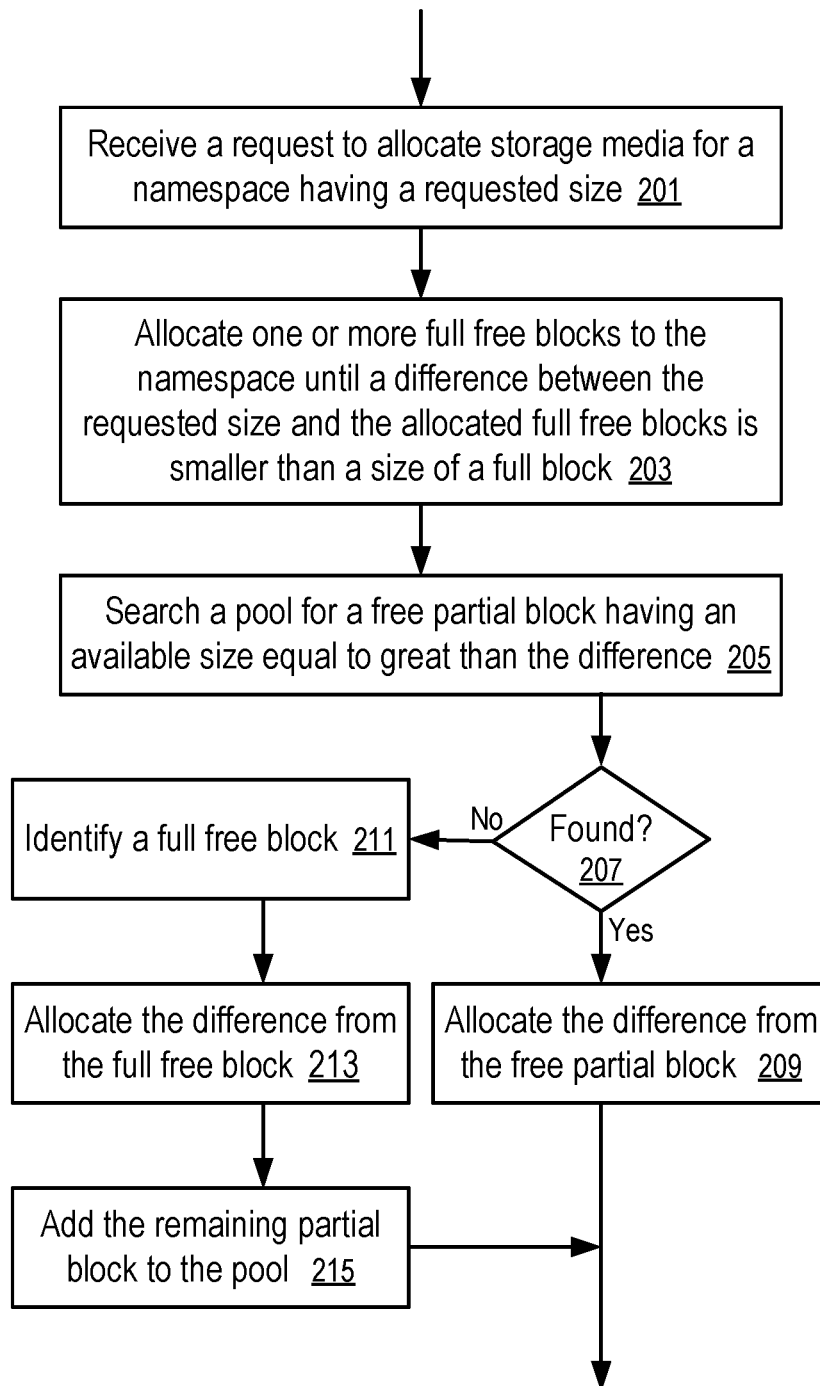 Receive a request to allocate storage media for a
namespace having a requested size 201
Allocate one or more full free blocks to the
namespace until a difference between the
requested size and the allocated full free blocks is
smaller than a size of a full block 203
Search a pool for a free partial block having an
available size equal to great than the difference 205
Found?
207
No
Yes
Identify a full free block 211
Allocate the difference from
the full free block 213
Allocate the difference from
the free partial block 209
Add the remaining partial
block to the pool 215